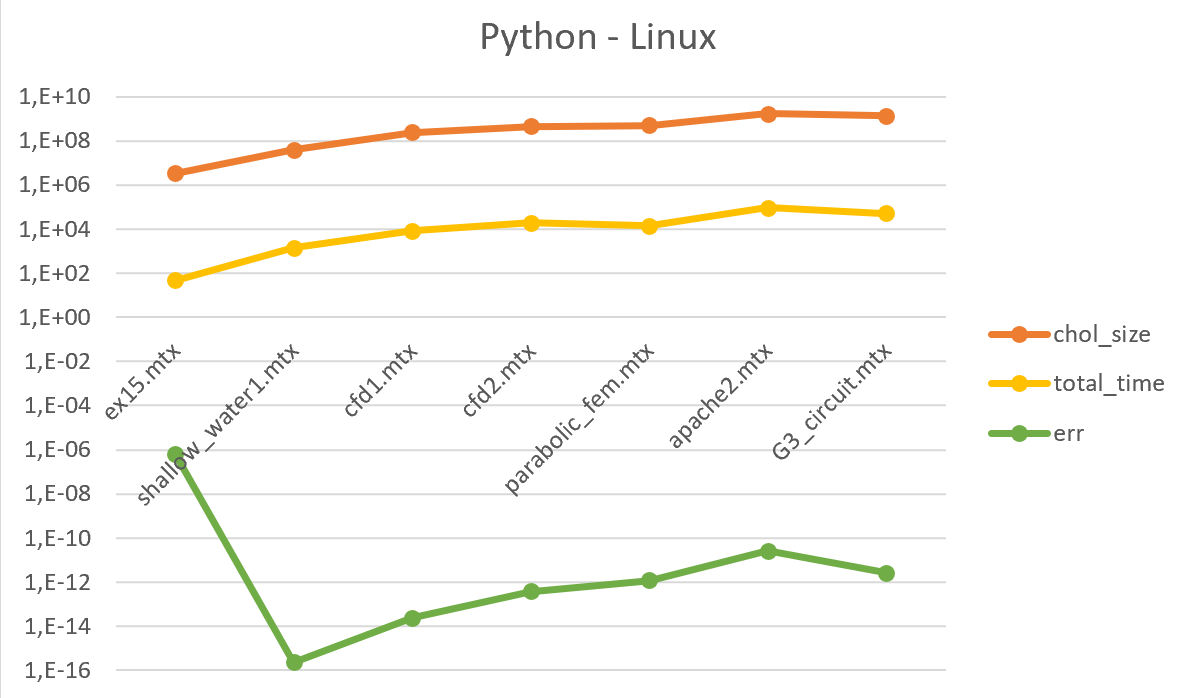 Python - Linux
1,E+10
1,E+08
1,E+06
1,E+04
1,E+02
1,E+00
1,E-02
1,E-04
1,E-06
1,E-08
1,E-10
1,E-12
1,E-14
1,E-16
ex15.mtx
shallow_water1.mtx
cfd1.mtx
cfd2.mtx
parabolic_fem.mtx
apache2.mtx
G3_circuit.mtx
chol_size
total_time
err